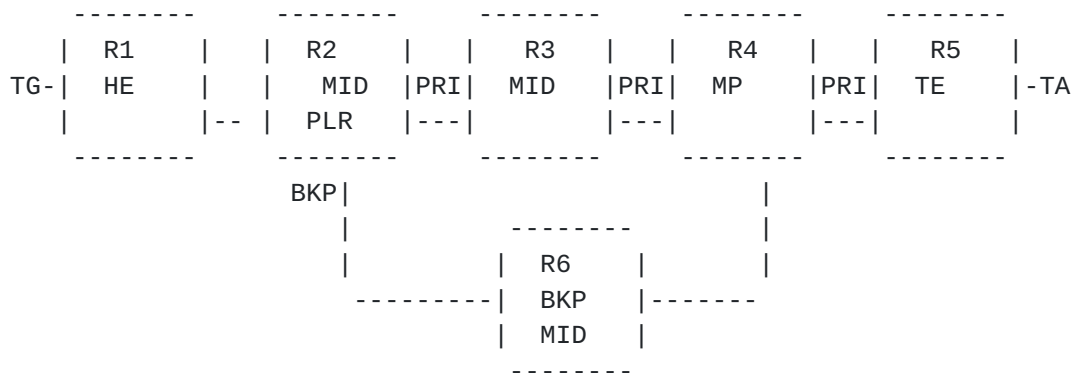 --------       --------       --------       --------       --------
|  R1    |   |  R2    |   |   R3    |   |   R4   |   |   R5   |
TG-|  HE    |   |   MID  |PRI|  MID   |PRI|  MP    |PRI|  TE    |-TA
|        |-- |  PLR   |---|        |---|        |---|        |
--------       --------       --------       --------       --------
BKP|                            |
|          --------          |
|         |  R6    |         |
---------|  BKP   |-------
|  MID   |
--------